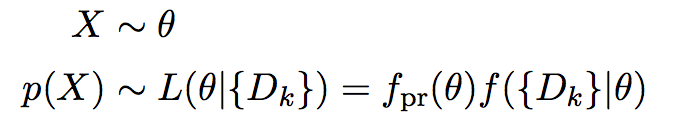 X ∼ θ
p(X) ∼ L(θ|{D_k}) = f_pr(θ)f({D_k}|θ)